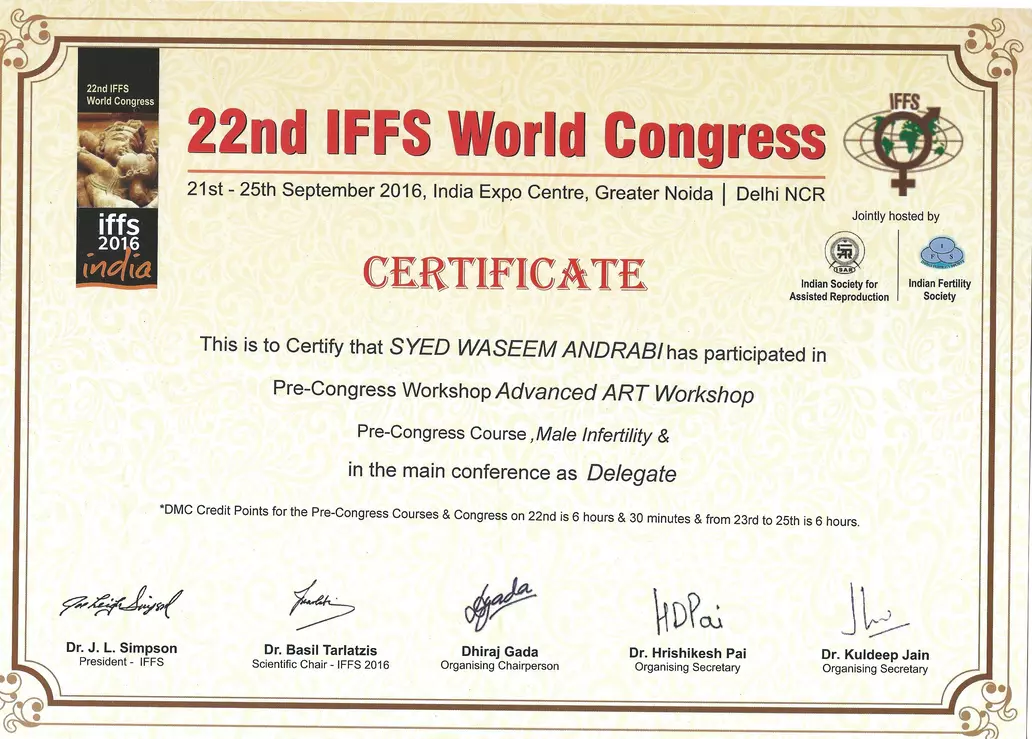 22nd IFFS
World Congress
iffs
2016
india
22nd IFFS World Congress
21st - 25th September 2016, India Expo Centre, Greater Noida | Delhi NCR
IFFS
Jointly hosted by
ISAR
Indian Society for
Assisted Reproduction
I
F S
Indian Fertility
Society
CERTIFICATE
This is to Certify that SYED WASEEM ANDRABI has participated in
Pre-Congress Workshop Advanced ART Workshop
Pre-Congress Course ,Male Infertility &
in the main conference as Delegate
*DMC Credit Points for the Pre-Congress Courses & Congress on 22nd is 6 hours & 30 minutes & from 23rd to 25th is 6 hours.
Dr. J. L. Simpson
President - IFFS
Dr. Basil Tarlatzis
Scientific Chair - IFFS 2016
Dgada
Dhiraj Gada
Organising Chairperson
HDPai
Dr. Hrishikesh Pai
Organising Secretary
Dr. Kuldeep Jain
Organising Secretary